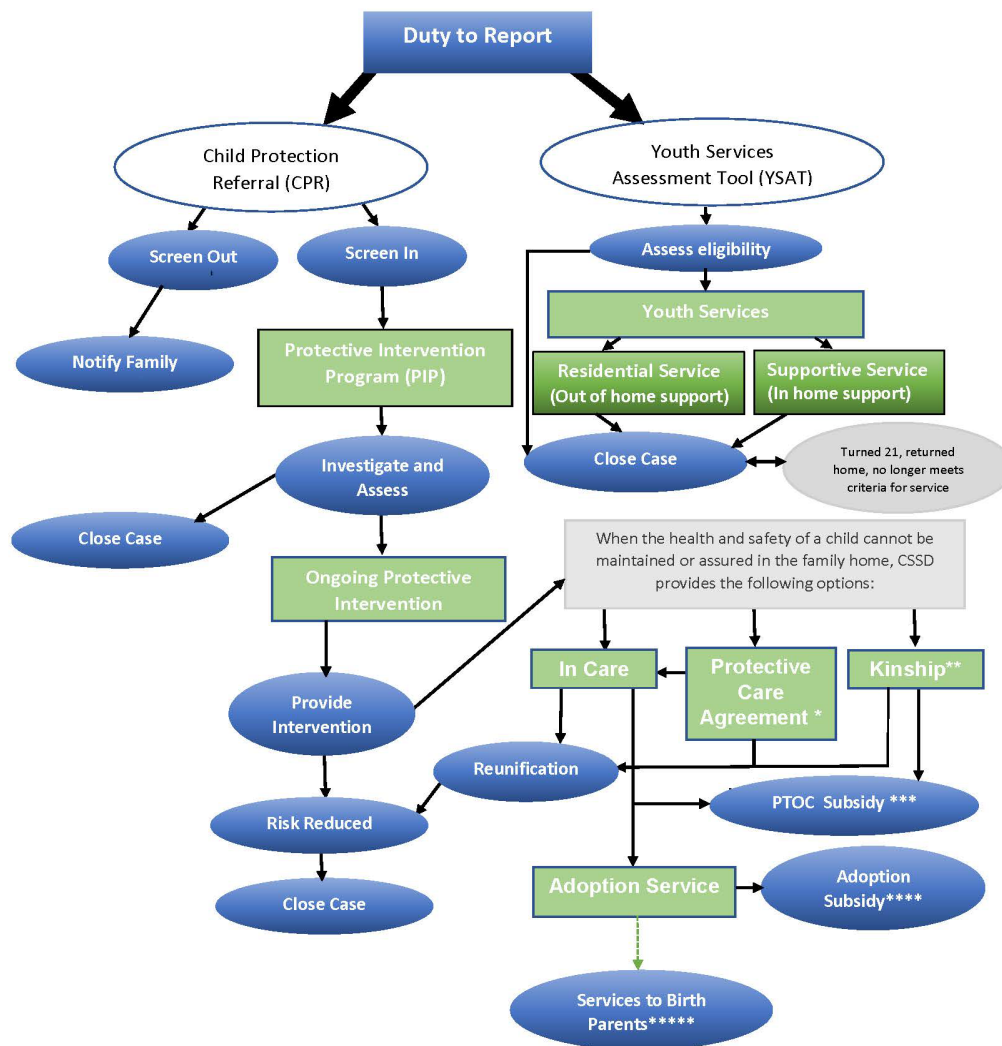 Duty to Report
Child Protection
Referral (CPR)
Youth Services
Assessment Tool (YSAT)
Screen Out
Screen In
Assess eligibility
Notify Family
Protective Intervention
Program (PIP)
Youth Services
Residential Service
(Out of home support)
Supportive Service
(In home support)
Investigate and
Assess
Close Case
Turned 21, returned
home, no longer meets
criteria for service
Close Case
Ongoing Protective
Intervention
When the health and safety of a child cannot be
maintained or assured in the family home, CSSD
provides the following options:
In Care
Protective
Care
Agreement *
Kinship**
Provide
Intervention
Reunification
PTOC Subsidy ***
Risk Reduced
Adoption Service
Adoption
Subsidy****
Close Case
Services to Birth
Parents*****